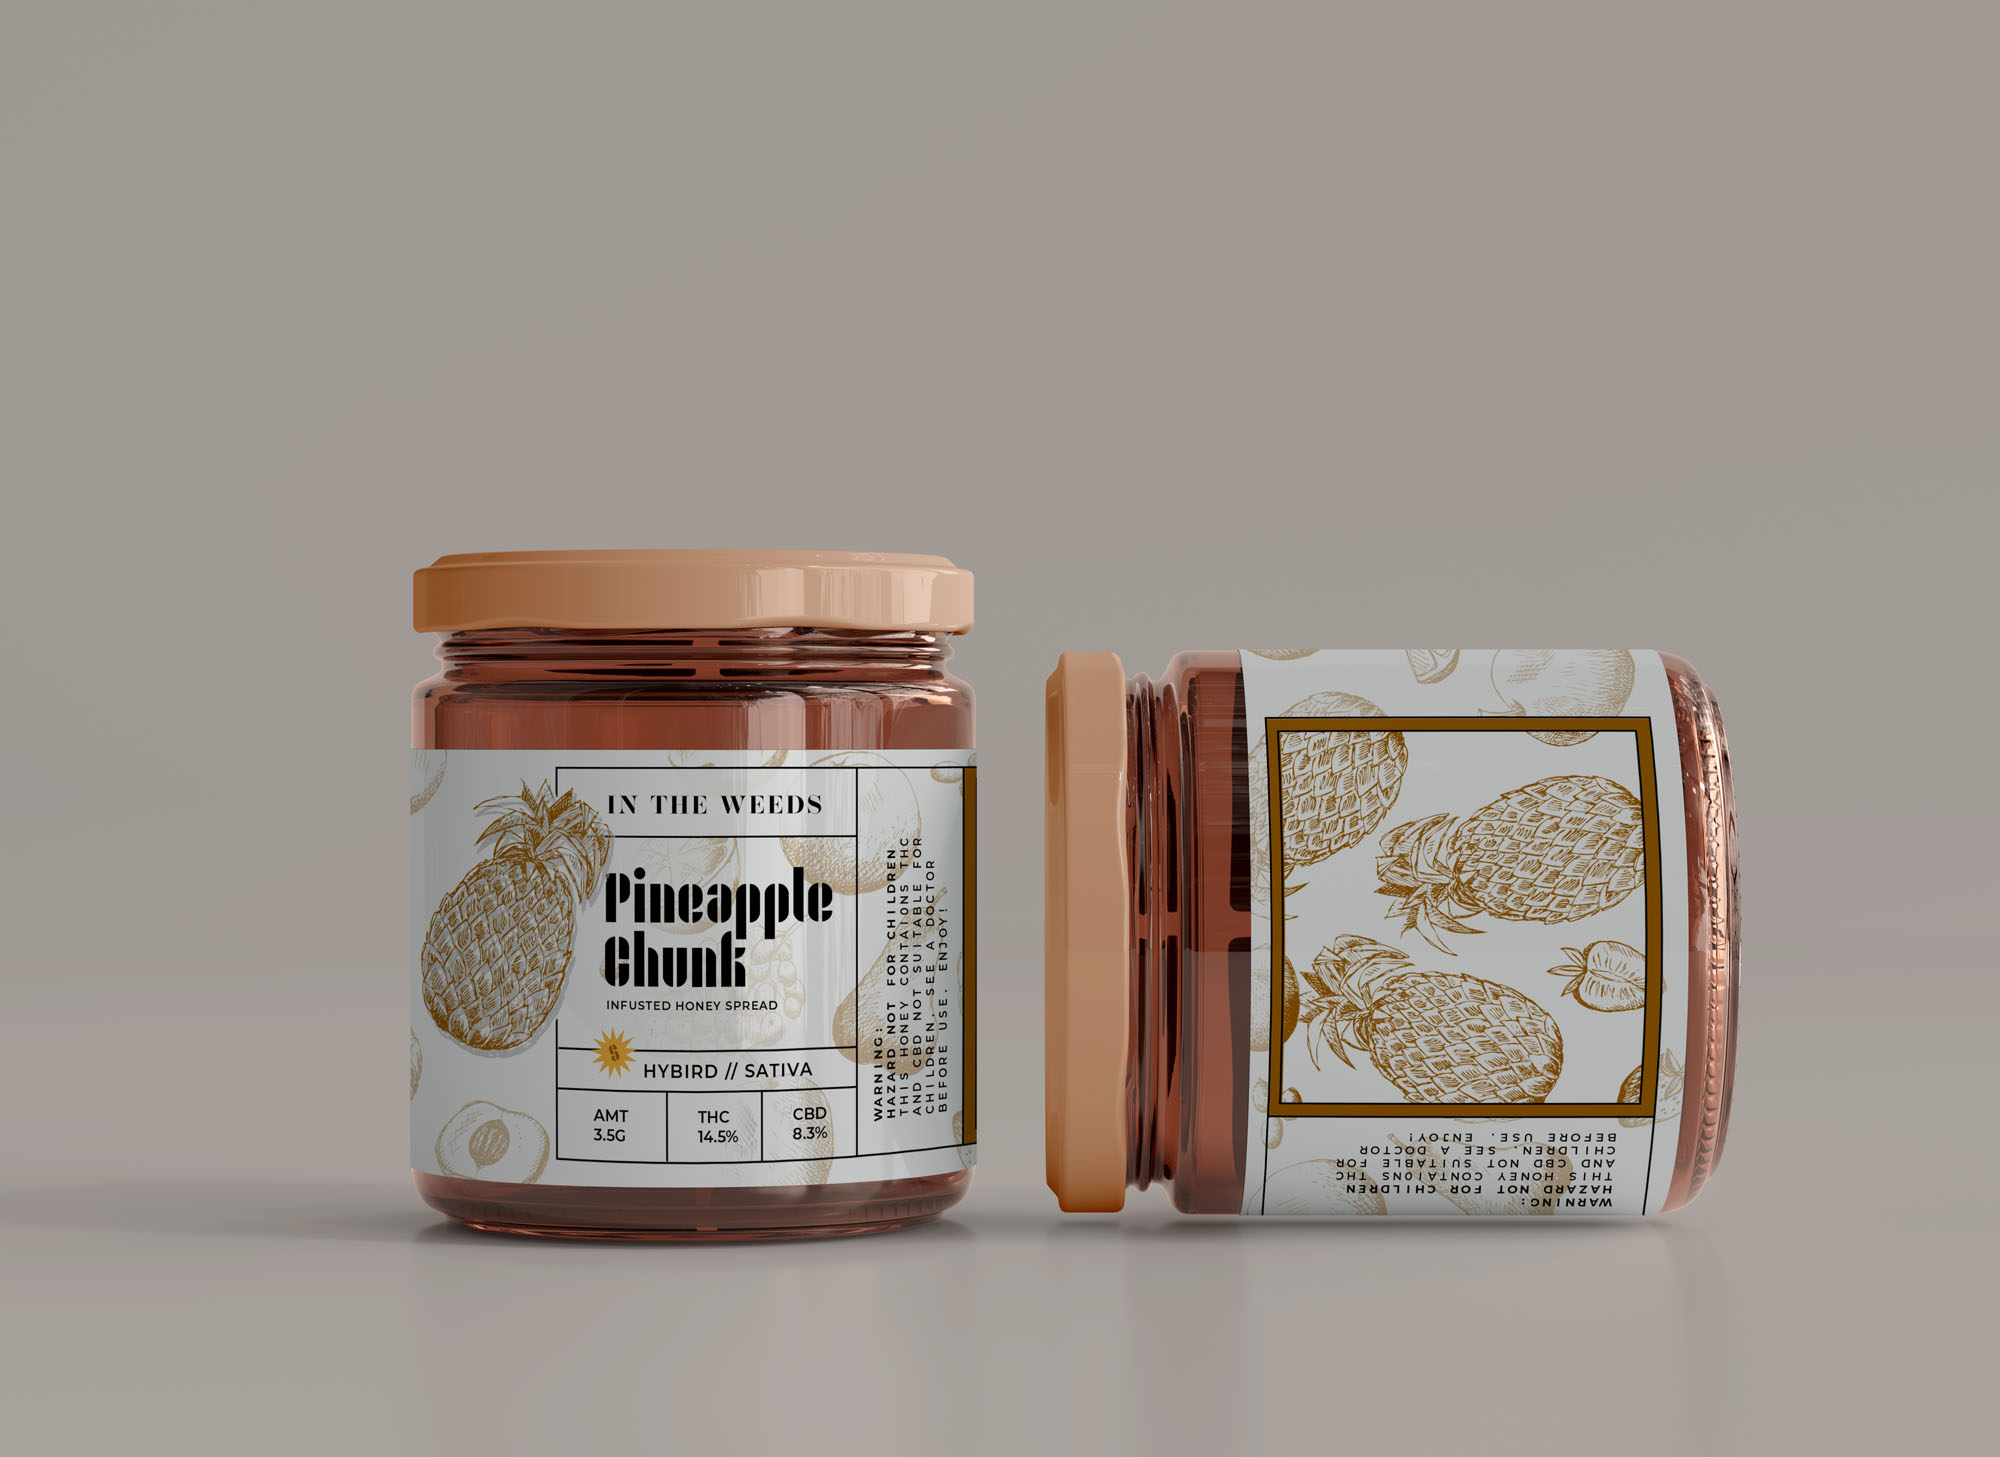 IN THE WEEDS
Pineapple
Chunk
INFUSTED HONEY SPREAD
S
HYBIRD // SATIVA
AMT
3.5G
THC
14.5%
CBD
8.3%
WARNING:
HAZARD NOT FOR CHILDREN
THIS HONEY CONTAIONS THC
AND CBD NOT SUITABLE FOR
CHILDREN. SEE A DOCTOR
BEFORE USE. ENJOY!
WARNING:
HAZARD NOT FOR CHILDREN
THIS HONEY CONTAIONS THC
AND CBD NOT SUITABLE FOR
CHILDREN. SEE A DOCTOR
BEFORE USE. ENJOY!